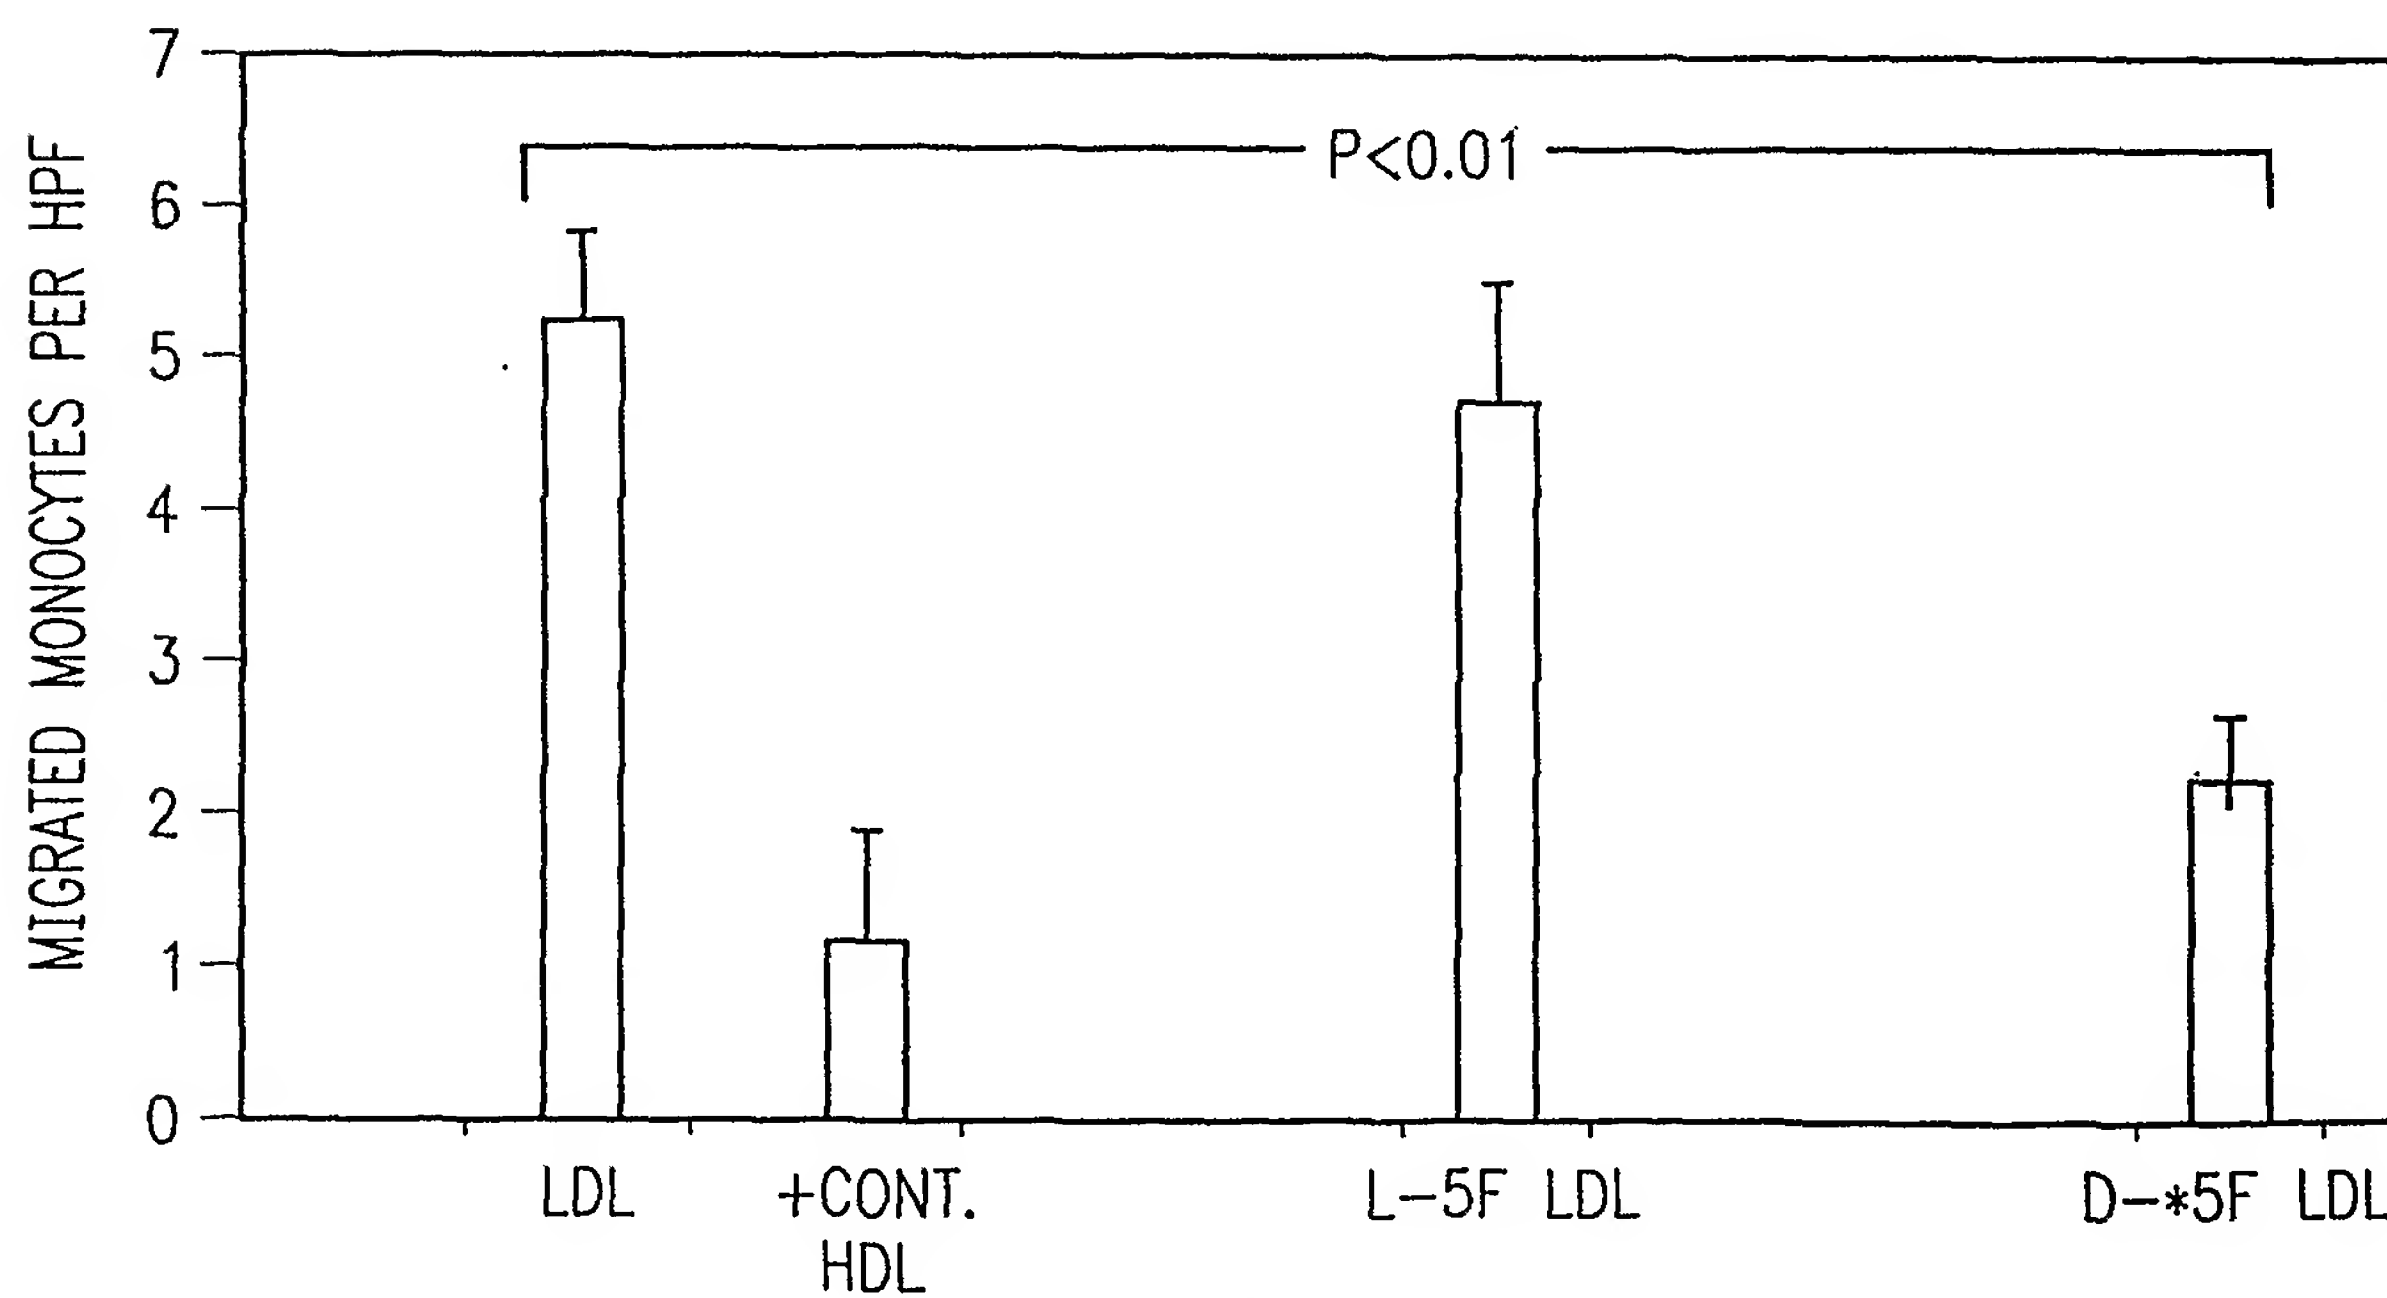 MIGRATED MONOCYTES PER HPF
7
6
5
4
3
2
1
0
P<0.01
LDL
+CONT.
HDL
L-5F LDL
D-*5F LDL